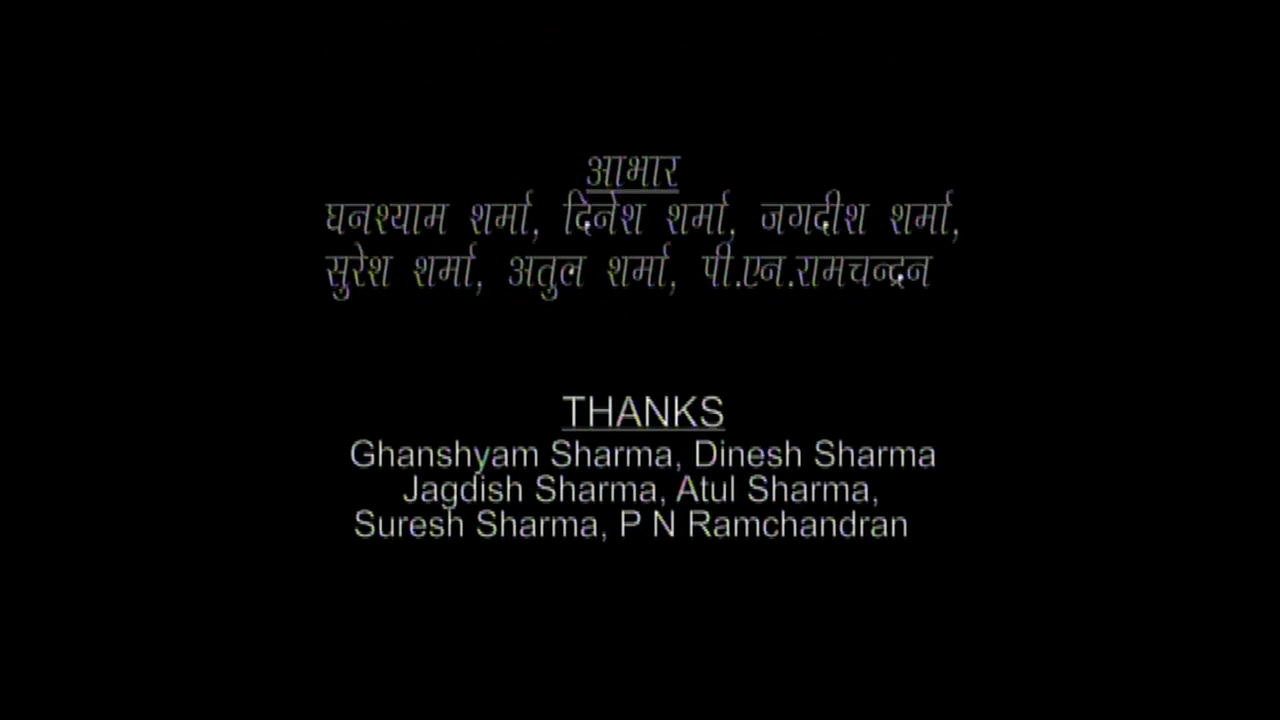 आभार
घनश्याम शर्मा, दिनेश शर्मा, जगदीश शर्मा,
सुरेश शर्मा, अतुल शर्मा, पी.एन.रामचन्द्रन
THANKS
Ghanshyam Sharma, Dinesh Sharma
Jagdish Sharma, Atul Sharma,
Suresh Sharma, P N Ramchandran